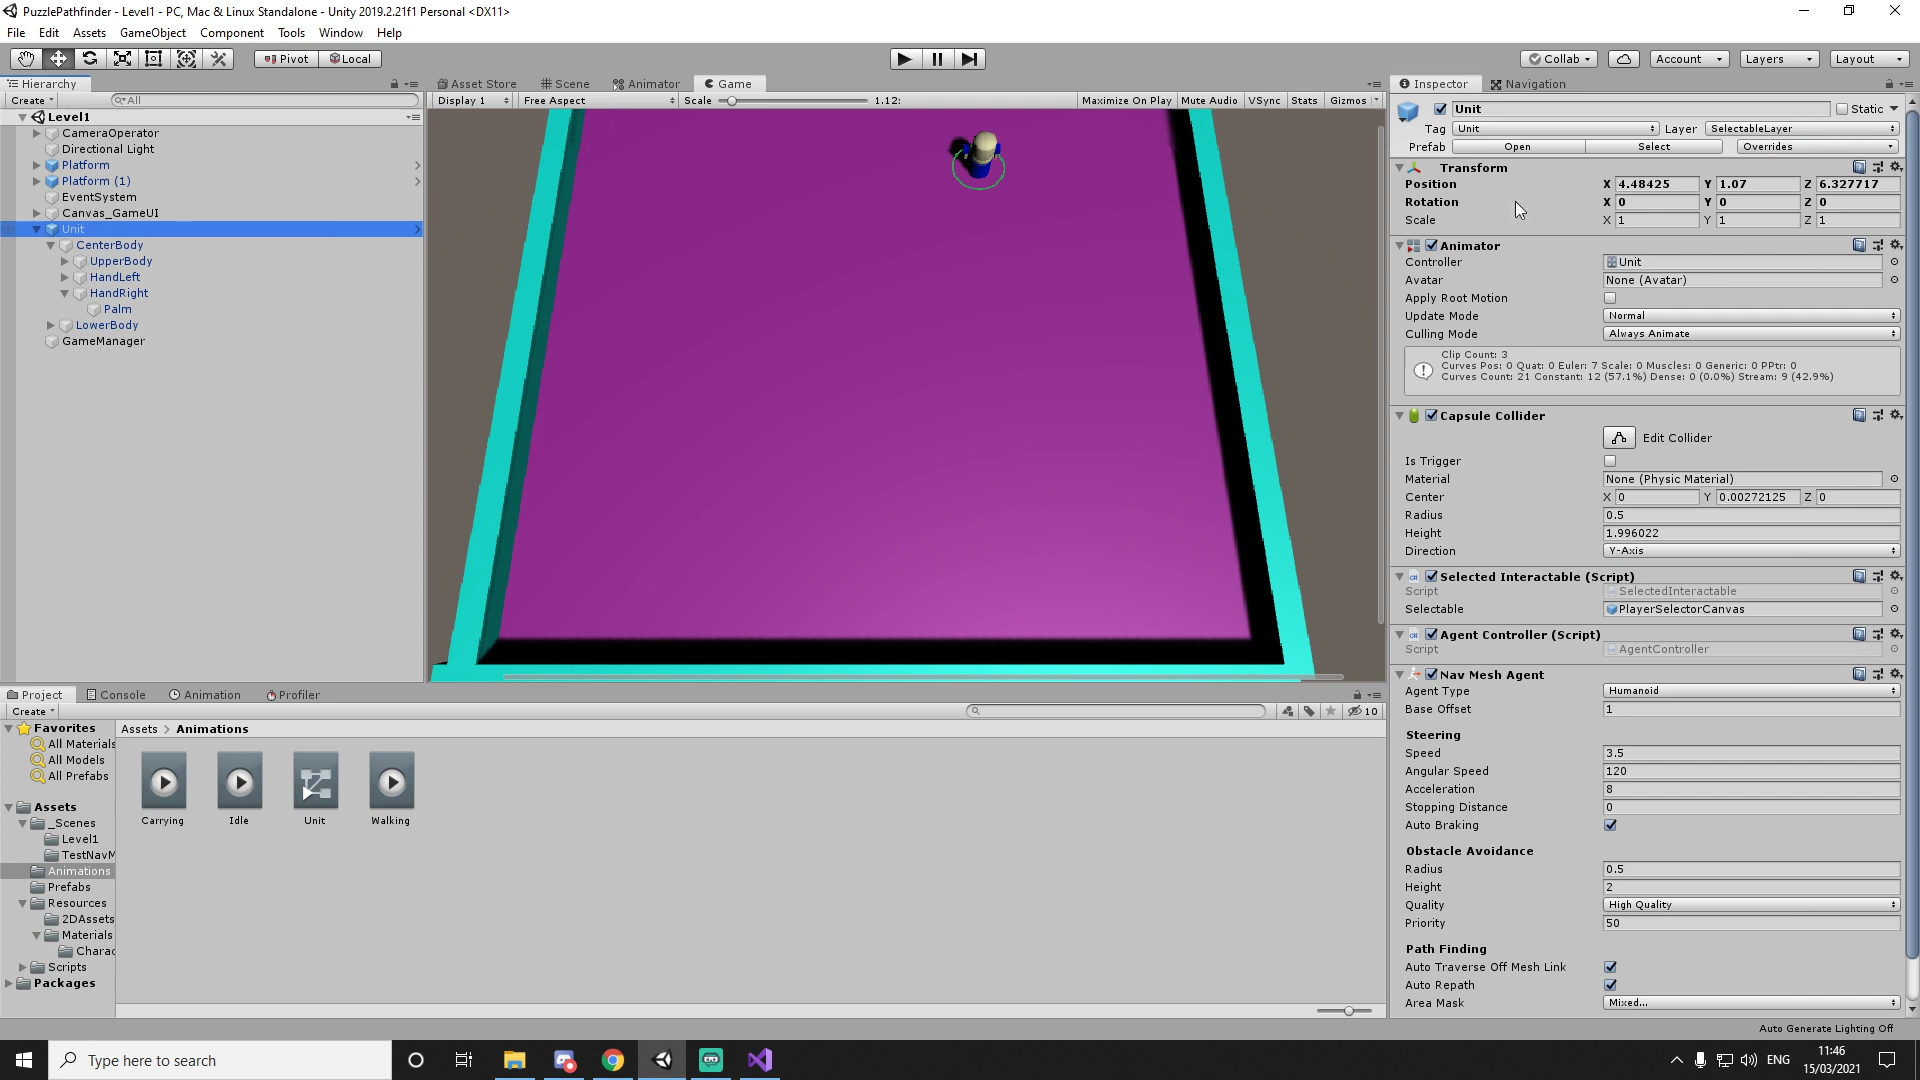 PuzzlePathfinder - Level1 - PC, Mac & Linux Standalone - Unity 2019.2.21f1 Personal <DX11>
File Edit Assets GameObject Component Tools Window Help
Pivot Local Collab Account Layers Layout
Hierarchy
Create All
Level1
CameraOperator
Directional Light
Platform
Platform (1)
EventSystem
Canvas_GameUI
Unit
CenterBody
UpperBody
HandLeft
HandRight
Palm
LowerBody
GameManager
Asset Store Scene Animator Game
Display 1 Free Aspect Scale 1.12: Maximize On Play Mute Audio VSync Stats Gizmos
Inspector Navigation
Unit Static
Tag Unit Layer SelectableLayer
Prefab Open Select Overrides
Transform
Position X 4.48425 Y 1.07 Z 6.327717
Rotation X 0 Y 0 Z 0
Scale X 1 Y 1 Z 1
Animator
Controller Unit
Avatar None (Avatar)
Apply Root Motion
Update Mode Normal
Culling Mode Always Animate
Clip Count: 3
Curves Pos: 0 Quat: 0 Euler: 7 Scale: 0 Muscles: 0 Generic: 0 PPtr: 0
Curves Count: 21 Constant: 12 (57.1%) Dense: 0 (0.0%) Stream: 9 (42.9%)
Capsule Collider
Edit Collider
Is Trigger
Material None (Physic Material)
Center X 0 Y 0.00272125 Z 0
Radius 0.5
Height 1.996022
Direction Y-Axis
Selected Interactable (Script)
Script SelectedInteractable
Selectable PlayerSelectorCanvas
Agent Controller (Script)
Script AgentController
Nav Mesh Agent
Agent Type Humanoid
Base Offset 1
Steering
Speed 3.5
Angular Speed 120
Acceleration 8
Stopping Distance 0
Auto Braking
Obstacle Avoidance
Radius 0.5
Height 2
Quality High Quality
Priority 50
Path Finding
Auto Traverse Off Mesh Link
Auto Repath
Area Mask Mixed...
Project Console Animation Profiler
Create 10
Favorites
All Materials
All Models
All Prefabs
Assets
_Scenes
Level1
TestNavM
Animations
Prefabs
Resources
2DAssets
Materials
Charac
Scripts
Packages
Assets > Animations
Carrying Idle Unit Walking
Auto Generate Lighting Off
Type here to search
ENG
11:46
15/03/2021